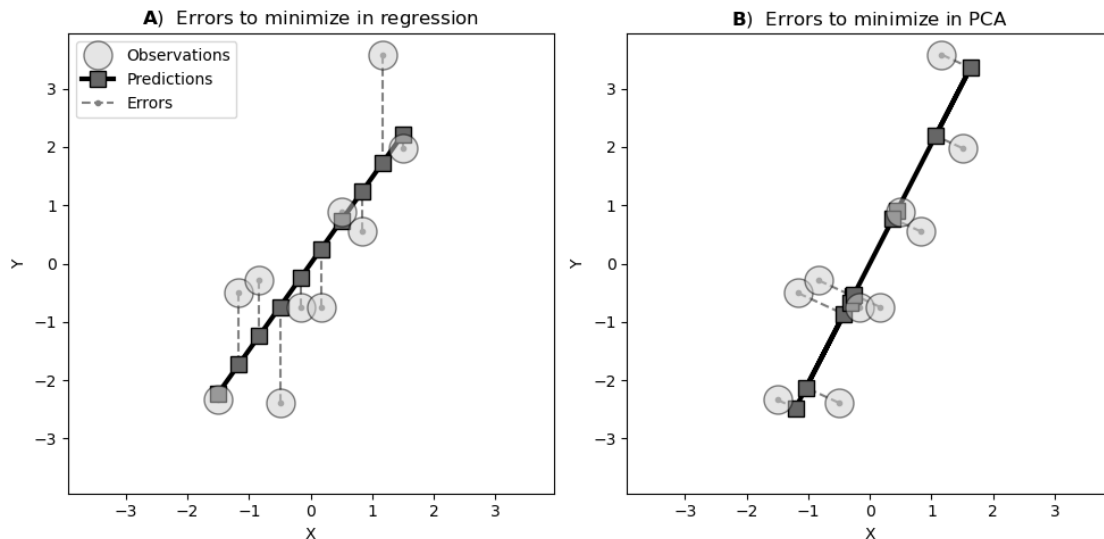 A) Errors to minimize in regression
Observations
Predictions
Errors
3
2
1
0
−1
−2
−3
Y
−3 −2 −1 0 1 2 3
X
B) Errors to minimize in PCA
3
2
1
0
−1
−2
−3
Y
−3 −2 −1 0 1 2 3
X